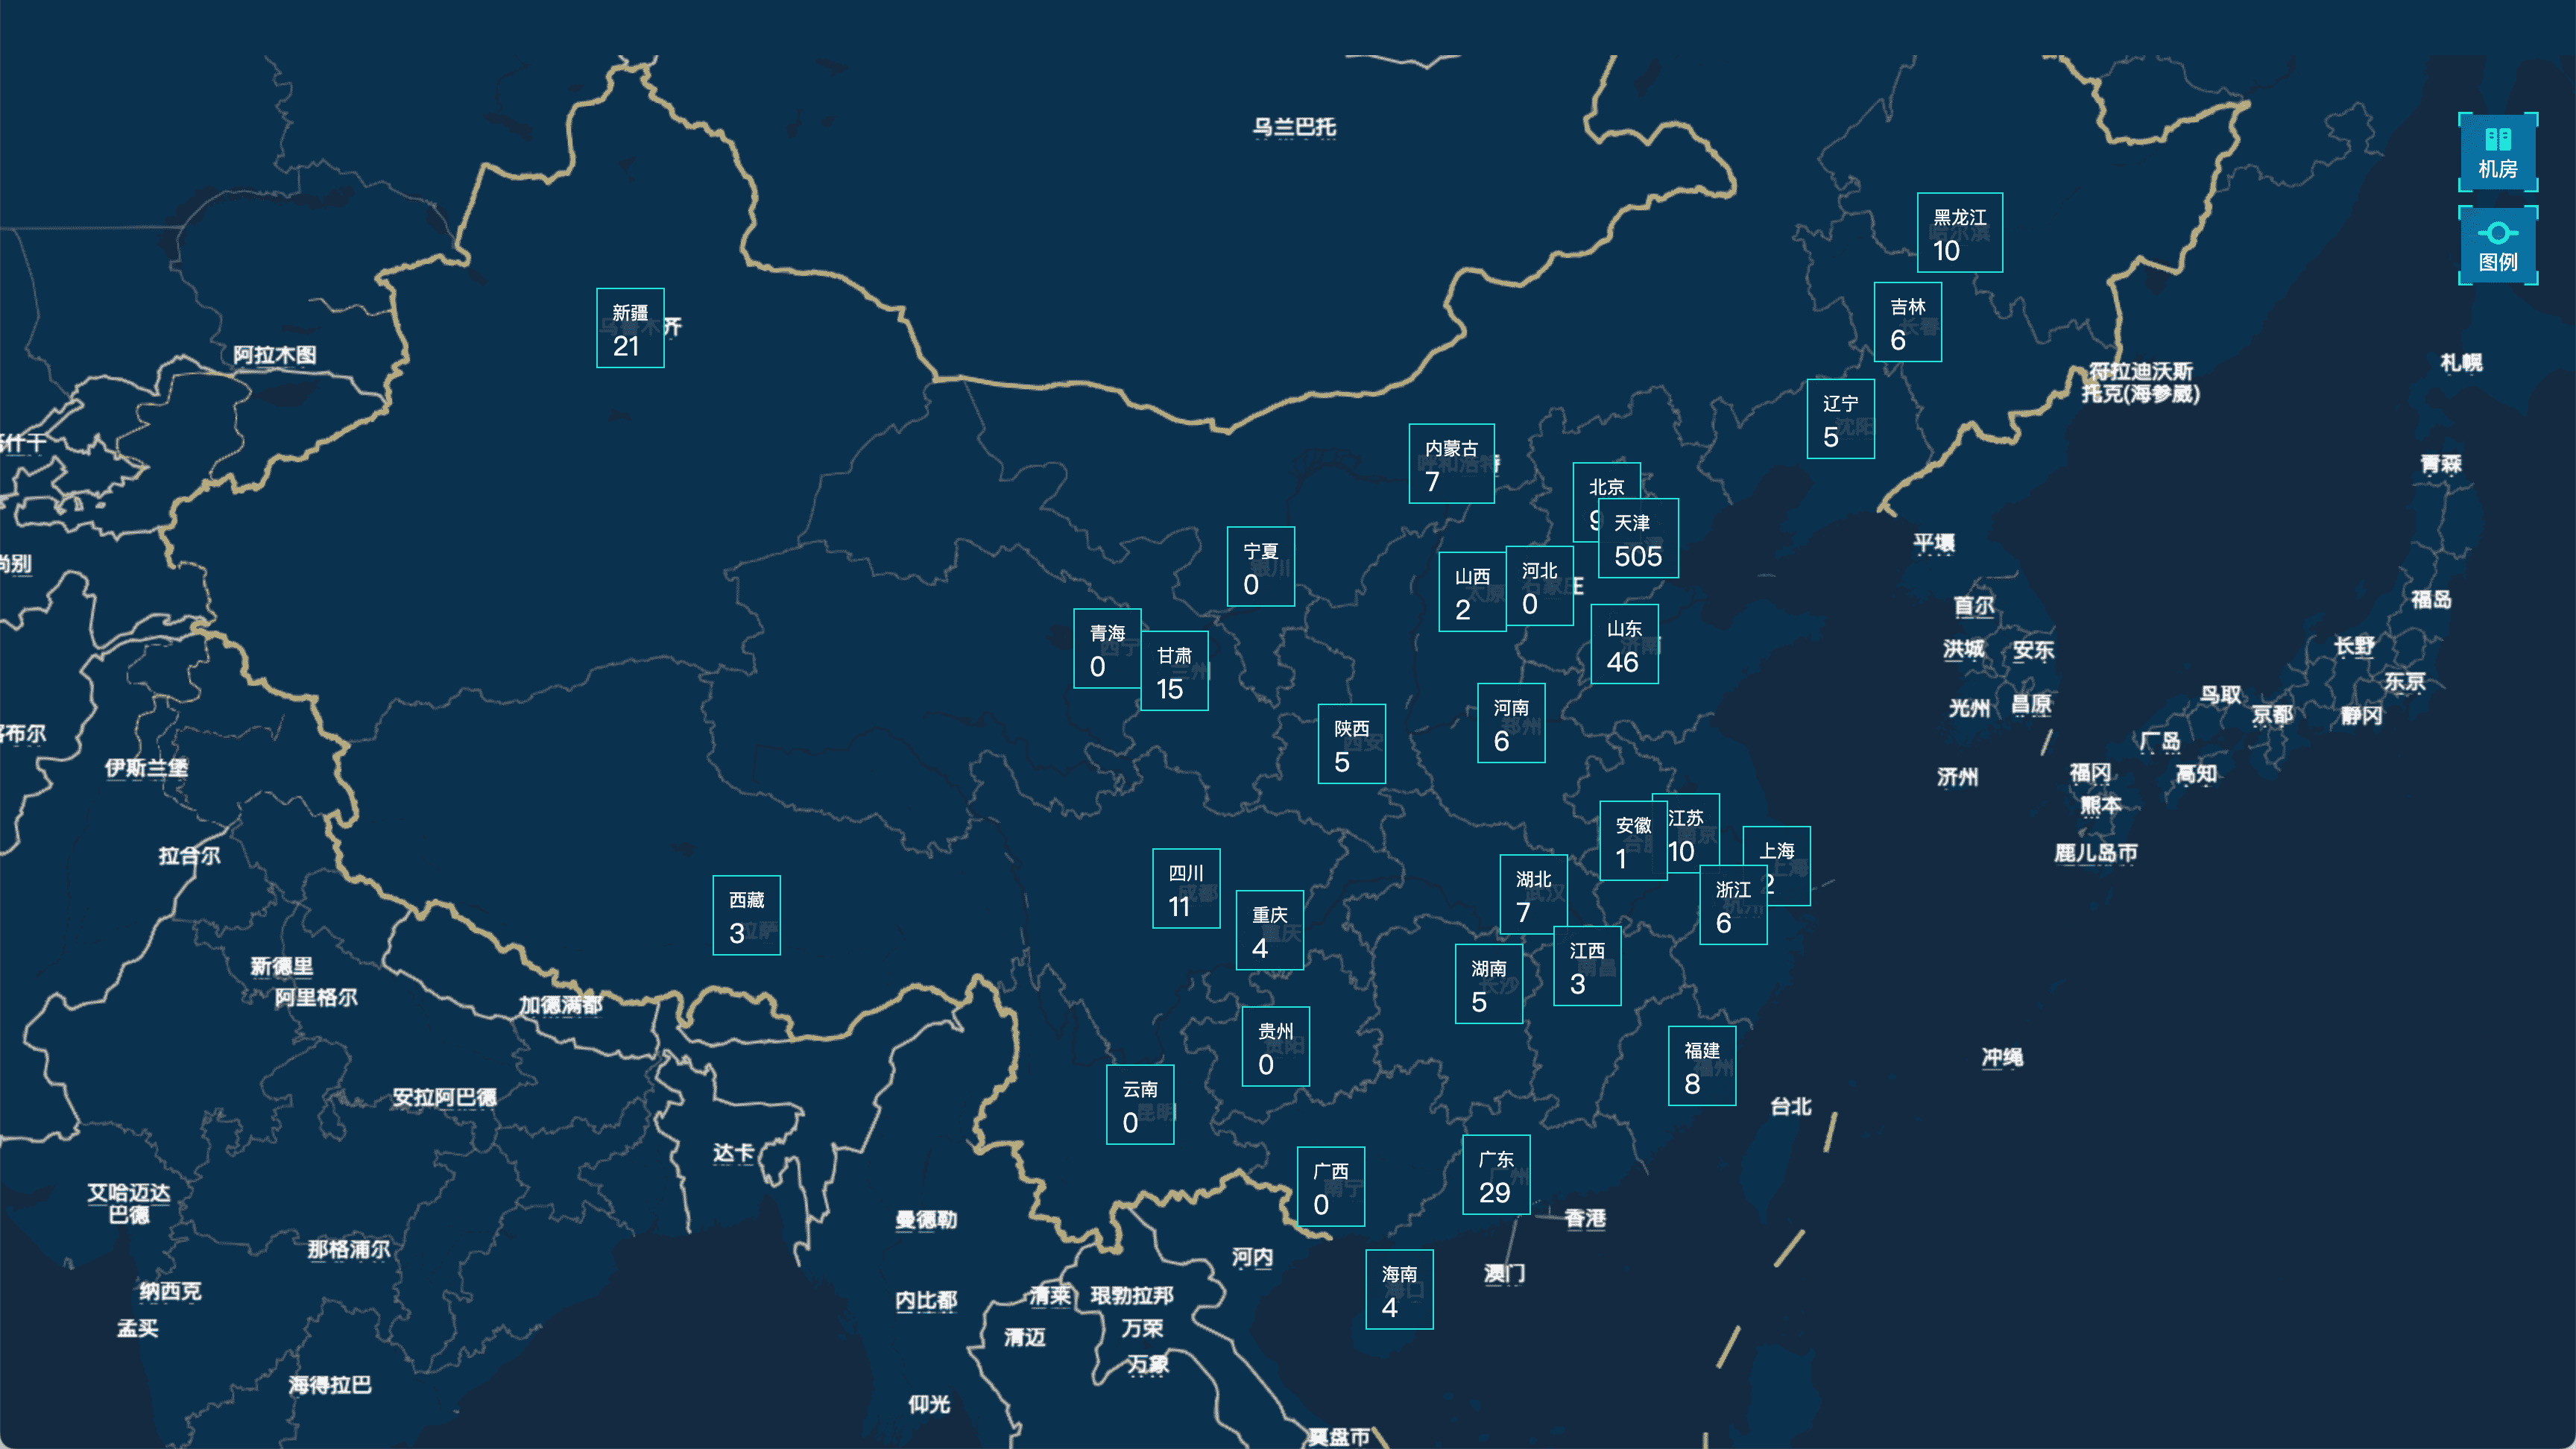 乌兰巴托
机房
黑龙江
10
图例
新疆
21
齐
吉林
6
阿拉木图
符拉迪沃斯
托克(海参崴)
札幌
辽宁
5
什干
内蒙古
7
青森
北京
9
天津
505
平壤
宁夏
0
尚别
山西
2
河北
0
首尔
福岛
青海
0
甘肃
15
山东
46
洪城
安东
长野
东京
陕西
5
河南
6
光州
昌原
鸟取
京都
静冈
布尔
伊斯兰堡
广岛
济州
福冈
高知
熊本
安徽
1
江苏
10
上海
2
鹿儿岛市
拉合尔
四川
11
湖北
7
浙江
6
西藏
3
重庆
4
江西
3
湖南
5
新德里
阿里格尔
加德满都
贵州
0
福建
8
冲绳
安拉阿巴德
云南
0
台北
达卡
广西
0
广东
29
艾哈迈达
巴德
曼德勒
香港
那格浦尔
河内
海南
4
澳门
纳西克
内比都
清莱
琅勃拉邦
孟买
清迈
万荣
万象
海得拉巴
仰光
莫盘市